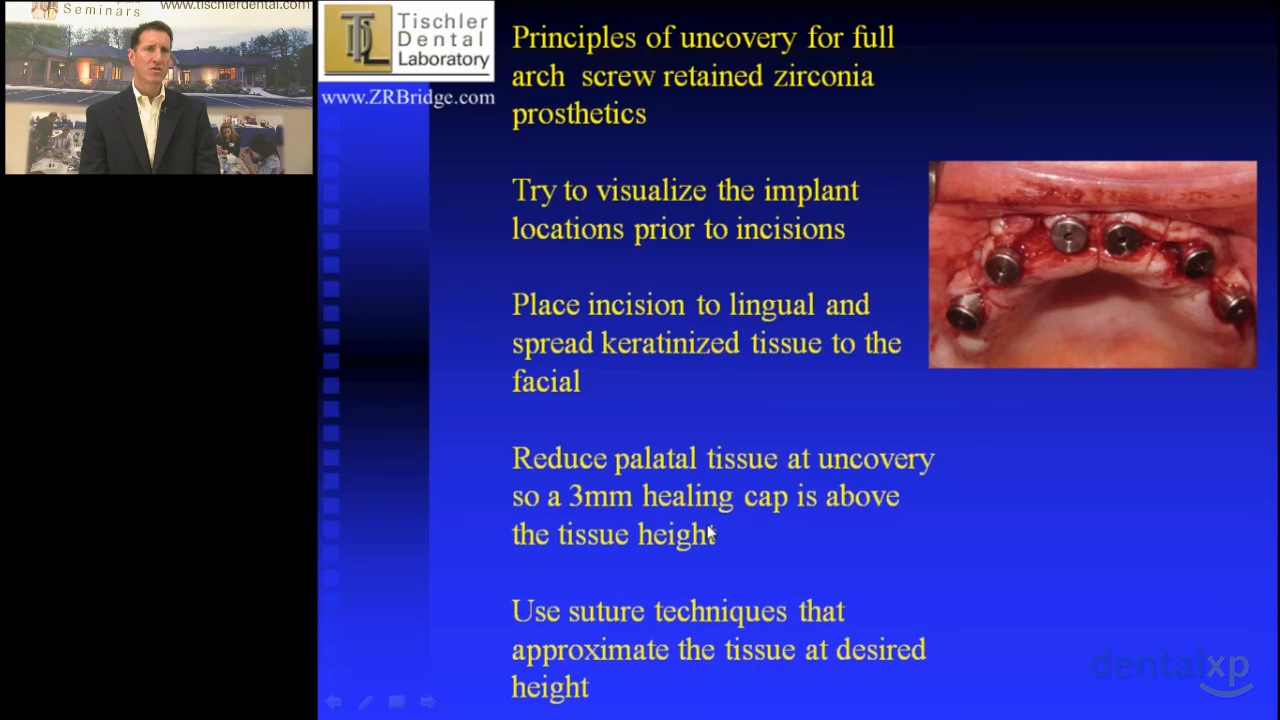 Seminars
www.tischlerdental.com
Tischler
Dental
Laboratory
www.ZRBridge.com
Principles of uncovery for full
arch screw retained zirconia
prosthetics
Try to visualize the implant
locations prior to incisions
Place incision to lingual and
spread keratinized tissue to the
facial
Reduce palatal tissue at uncovery
so a 3mm healing cap is above
the tissue height
Use suture techniques that
approximate the tissue at desired
height
dentalxp